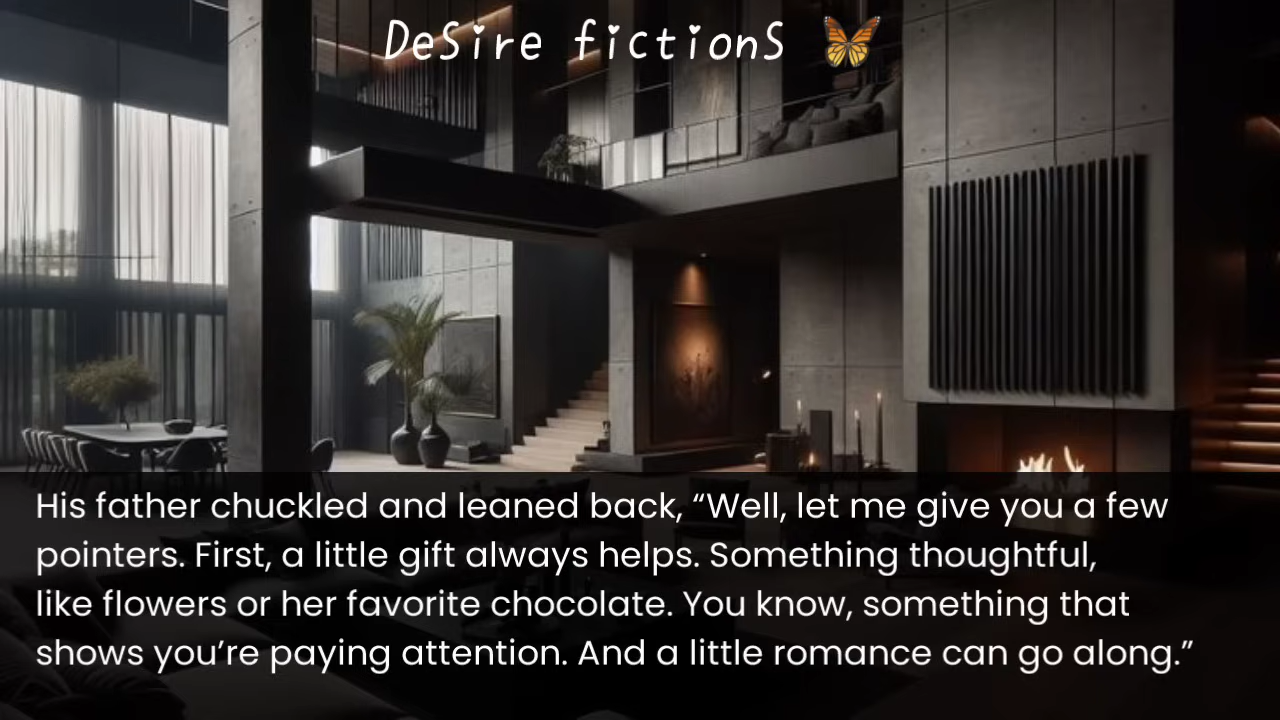 DeSire fictionS 🦋
His father chuckled and leaned back, “Well, let me give you a few
pointers. First, a little gift always helps. Something thoughtful,
like flowers or her favorite chocolate. You know, something that
shows you’re paying attention. And a little romance can go along.”